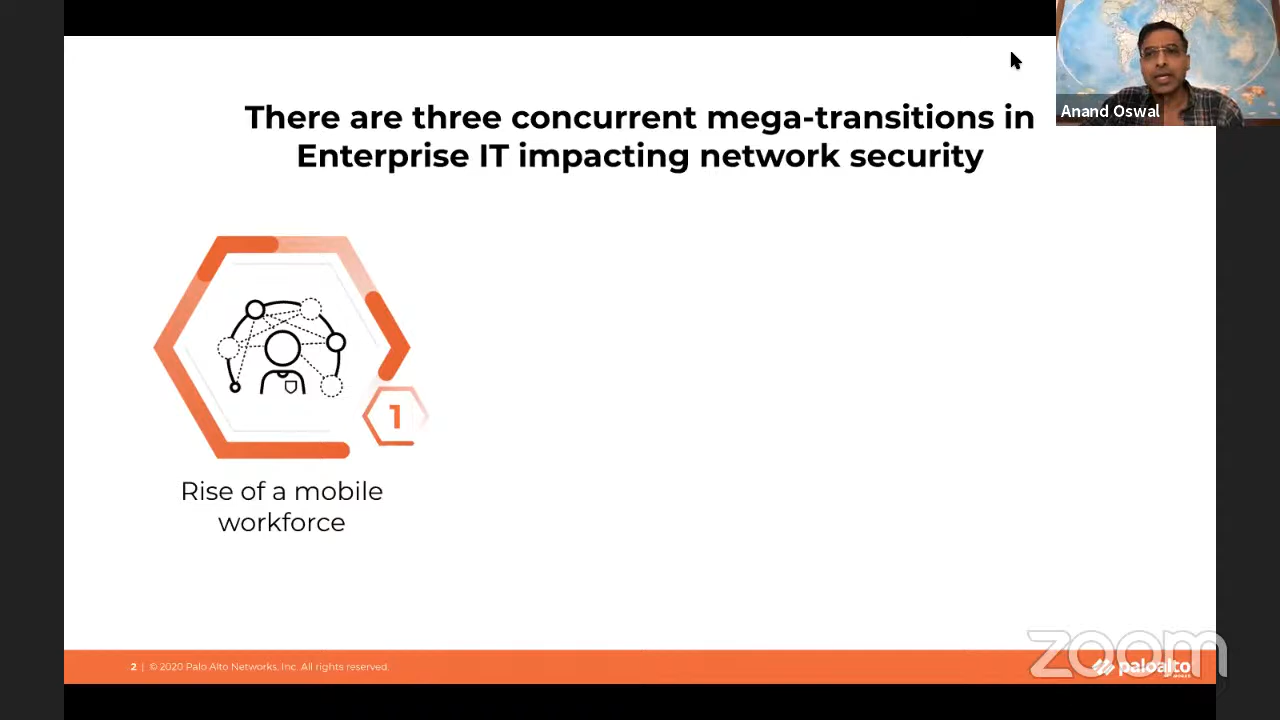 Anand Oswal
There are three concurrent mega-transitions in
Enterprise IT impacting network security
1
Rise of a mobile
workforce
2 | © 2020 Palo Alto Networks, Inc. All rights reserved.
zoom
paloalto